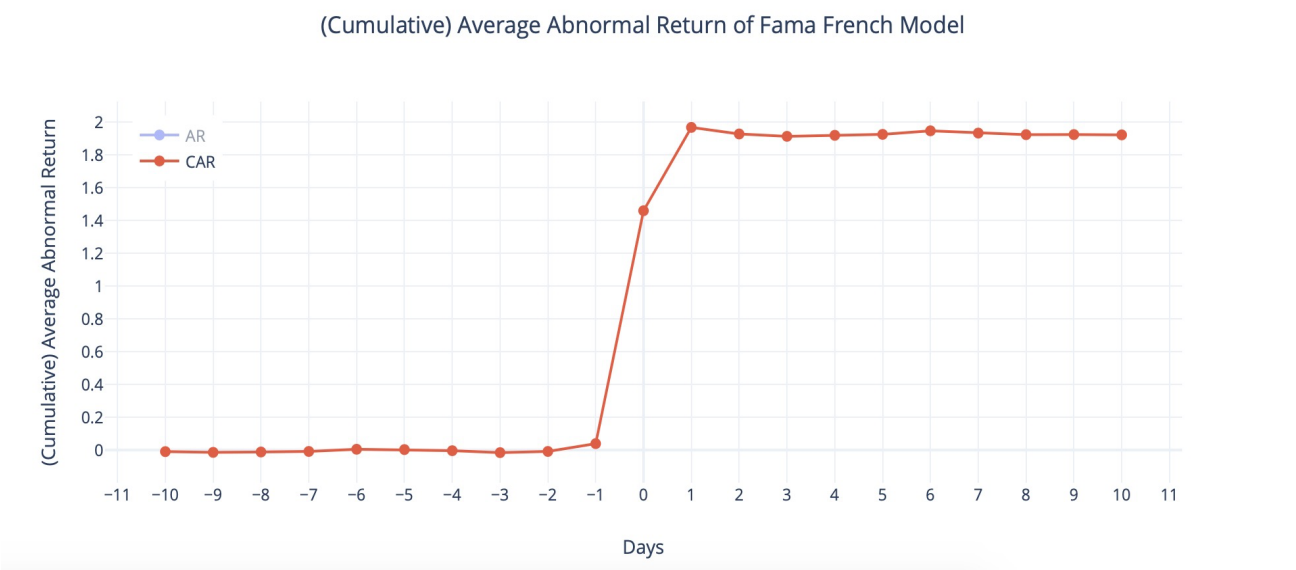 (Cumulative) Average Abnormal Return of Fama French Model
(Cumulative) Average Abnormal Return
2
1.8
1.6
1.4
1.2
1
0.8
0.6
0.4
0.2
0
AR
CAR
−11 −10 −9 −8 −7 −6 −5 −4 −3 −2 −1 0 1 2 3 4 5 6 7 8 9 10 11
Days